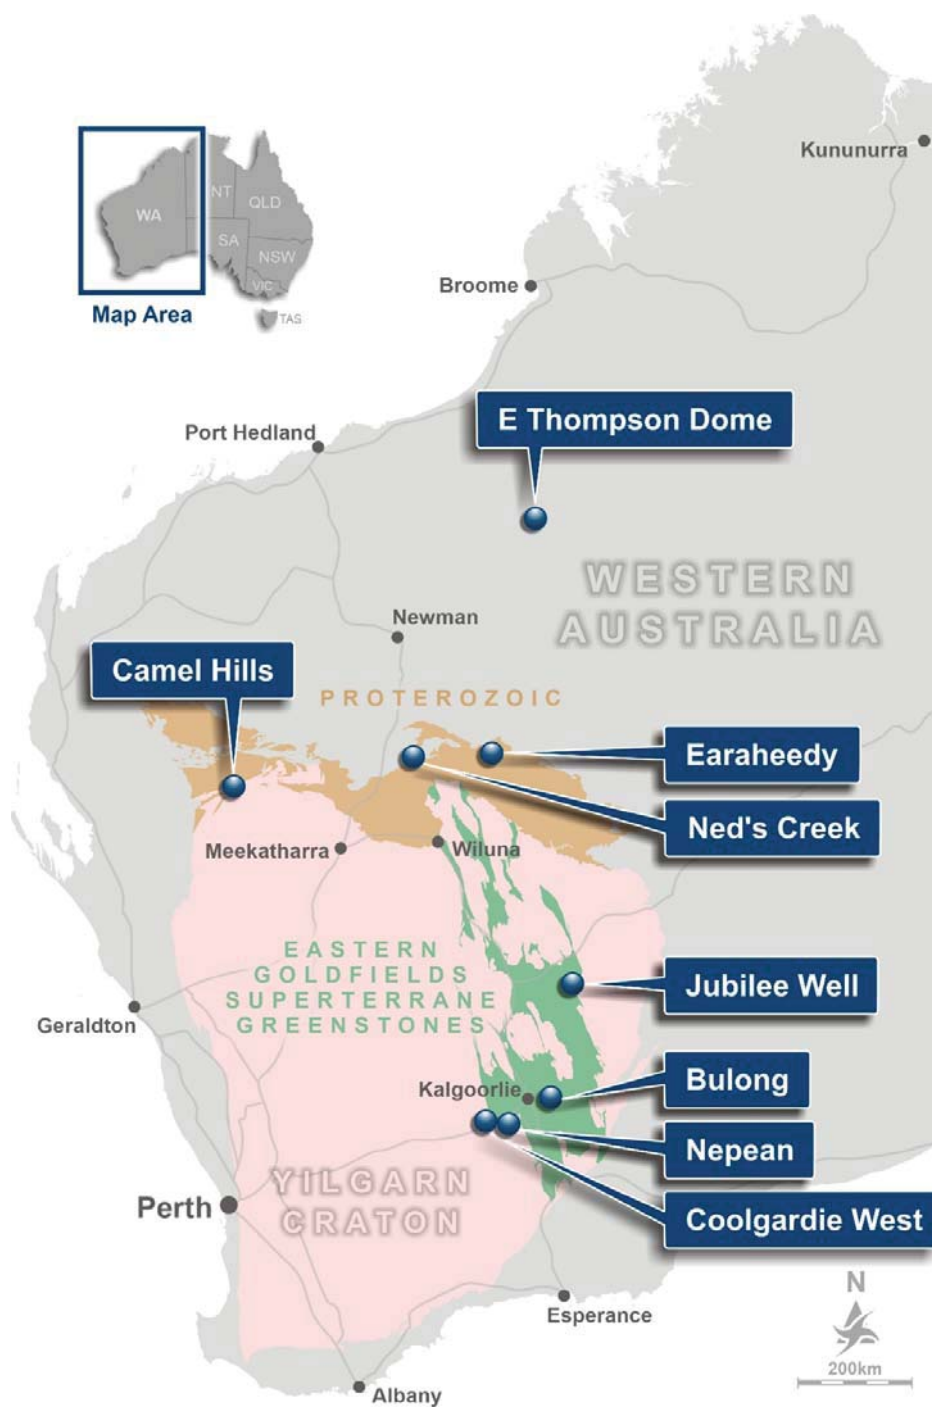 Kununurra
WA
NT
QLD
SA
NSW
VIC
TAS
Map Area
Broome
E Thompson Dome
Port Hedland
WESTERN
AUSTRALIA
Newman
Camel Hills
PROTEROZOIC
Earaheedy
Ned's Creek
Meekatharra
Wiluna
EASTERN
GOLDFIELDS
SUPERTERRANE
GREENSTONES
Jubilee Well
Geraldton
Kalgoorlie
Bulong
Nepean
YILGARN
CRATON
Perth
Coolgardie West
N
Esperance
200km
Albany